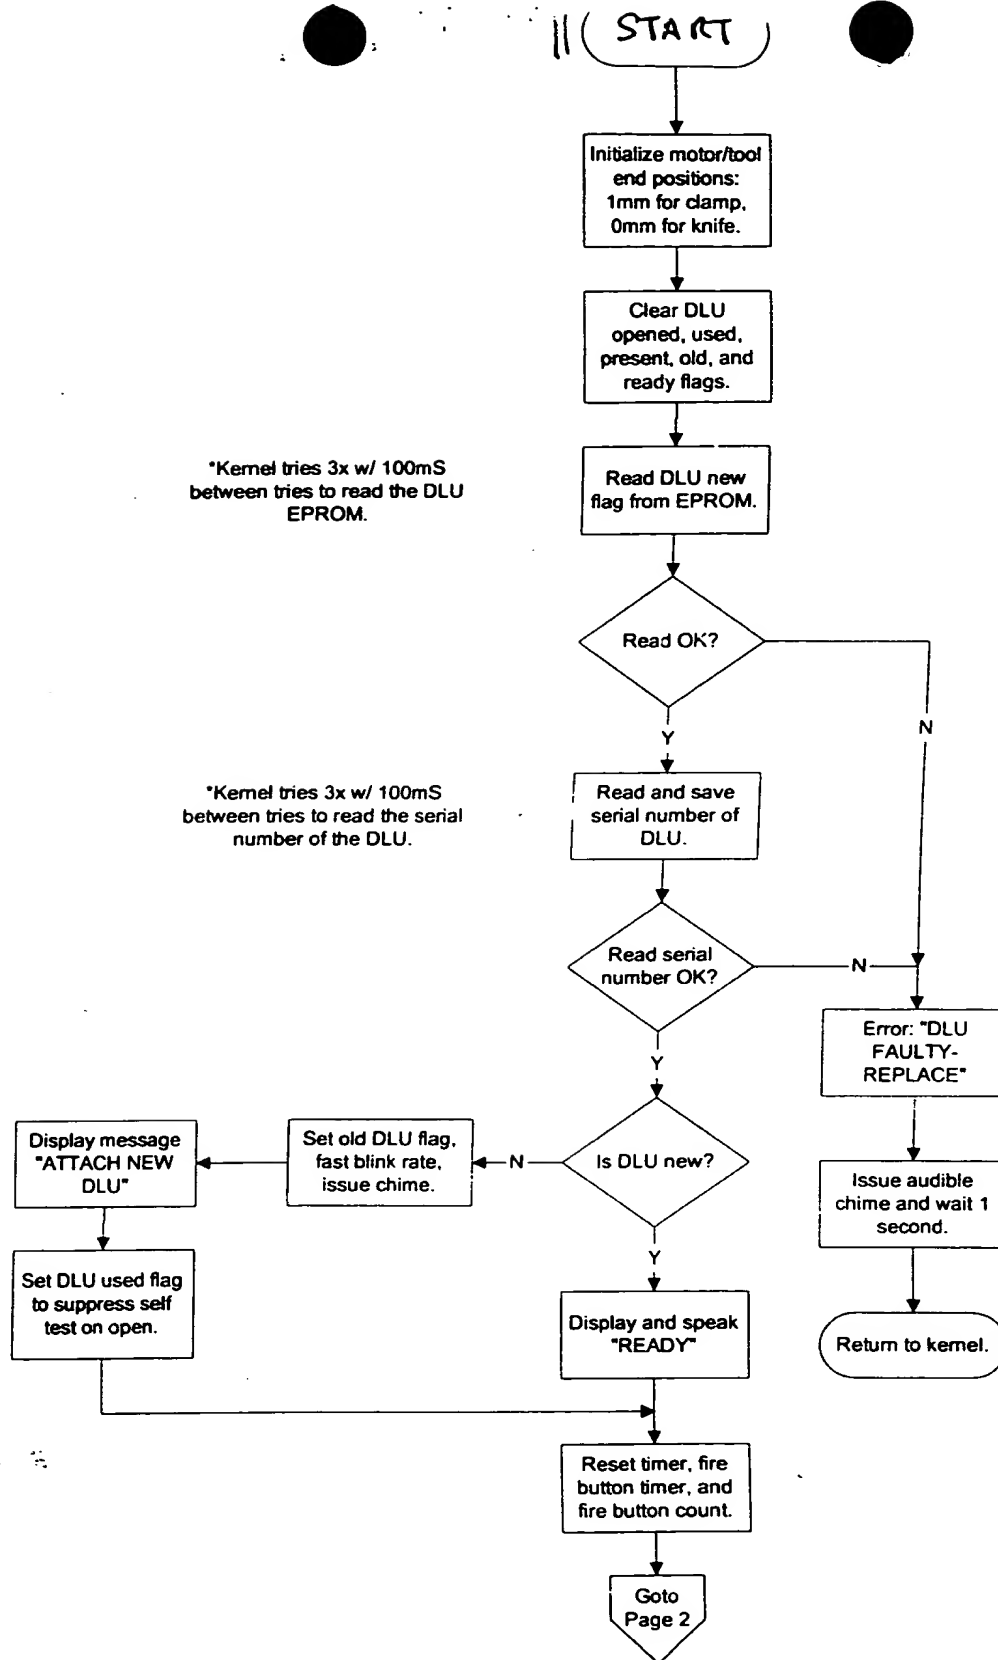 START
Initialize motor/tool
end positions:
1mm for clamp,
0mm for knife.
Clear DLU
opened, used,
present, old, and
ready flags.
*Kernel tries 3x w/ 100mS
between tries to read the DLU
EPROM.
Read DLU new
flag from EPROM.
Read OK?
N
Y
*Kernel tries 3x w/ 100mS
between tries to read the serial
number of the DLU.
Read and save
serial number of
DLU.
Read serial
number OK?
N
Y
Error: "DLU
FAULTY-
REPLACE"
Issue audible
chime and wait 1
second.
Return to kernel.
Is DLU new?
N
Set old DLU flag,
fast blink rate,
issue chime.
Display message
"ATTACH NEW
DLU"
Set DLU used flag
to suppress self
test on open.
Y
Display and speak
"READY"
Reset timer, fire
button timer, and
fire button count.
Goto
Page 2